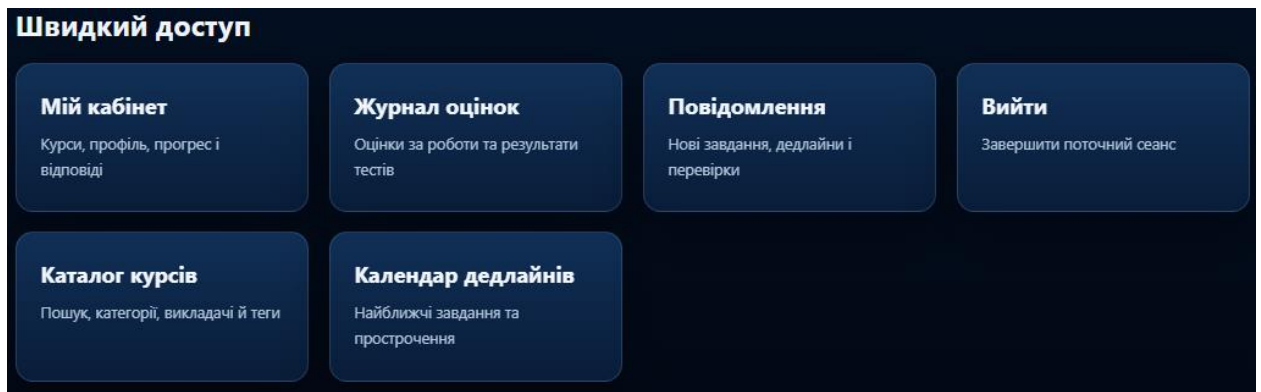 Швидкий доступ
Мій кабінет
Курси, профіль, прогрес і
відповіді
Журнал оцінок
Оцінки за роботи та результати
тестів
Повідомлення
Нові завдання, дедлайни і
перевірки
Вийти
Завершити поточний сеанс
Каталог курсів
Пошук, категорії, викладачі й теги
Календар дедлайнів
Найближчі завдання та
прострочення